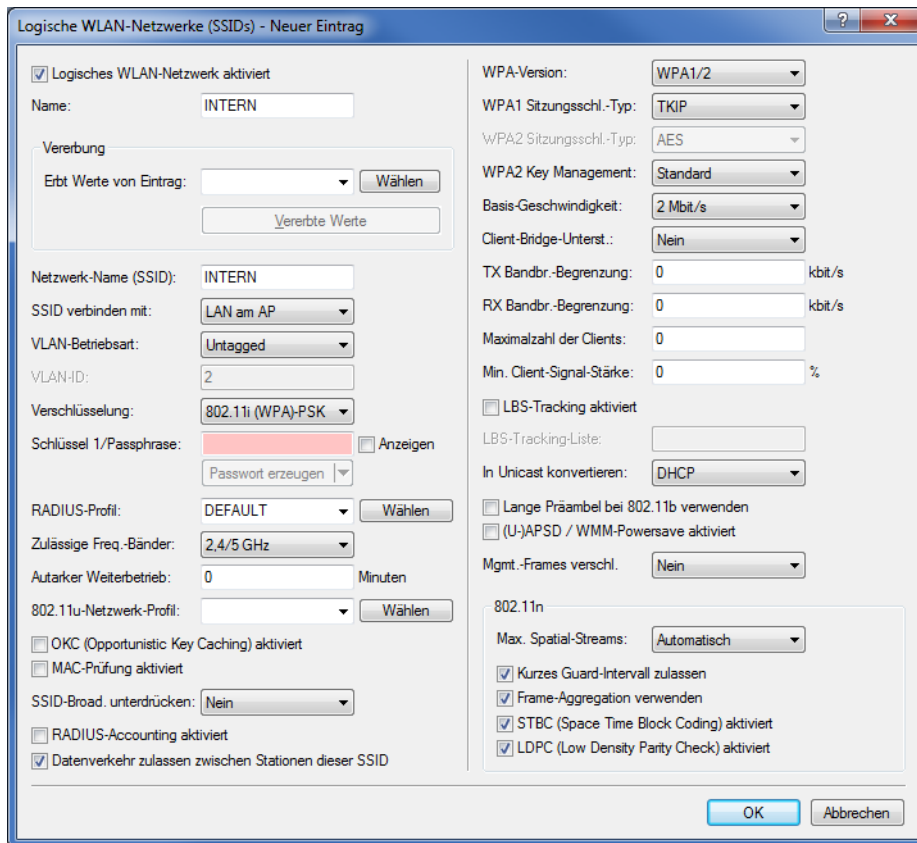 Logische WLAN-Netzwerke (SSIDs) - Neuer Eintrag
Logisches WLAN-Netzwerk aktiviert
Name: INTERN
Vererbung
Erbt Werte von Eintrag: Wählen
Vererbte Werte
Netzwerk-Name (SSID): INTERN
SSID verbinden mit: LAN am AP
VLAN-Betriebsart: Untagged
VLAN-ID: 2
Verschlüsselung: 802.11i (WPA)-PSK
Schlüssel 1/Passphrase: Anzeigen
Passwort erzeugen
RADIUS-Profil: DEFAULT Wählen
Zulässige Freq.-Bänder: 2,4/5 GHz
Autarker Weiterbetrieb: 0 Minuten
802.11u-Netzwerk-Profil: Wählen
OKC (Opportunistic Key Caching) aktiviert
MAC-Prüfung aktiviert
SSID-Broad. unterdrücken: Nein
RADIUS-Accounting aktiviert
Datenverkehr zulassen zwischen Stationen dieser SSID
WPA-Version: WPA1/2
WPA1 Sitzungsschl.-Typ: TKIP
WPA2 Sitzungsschl.-Typ: AES
WPA2 Key Management: Standard
Basis-Geschwindigkeit: 2 Mbit/s
Client-Bridge-Unterst.: Nein
TX Bandbr.-Begrenzung: 0 kbit/s
RX Bandbr.-Begrenzung: 0 kbit/s
Maximalzahl der Clients: 0
Min. Client-Signal-Stärke: 0 %
LBS-Tracking aktiviert
LBS-Tracking-Liste:
In Unicast konvertieren: DHCP
Lange Präambel bei 802.11b verwenden
(U-)APSD / WMM-Powersave aktiviert
Mgmt.-Frames verschl. Nein
802.11n
Max. Spatial-Streams: Automatisch
Kurzes Guard-Intervall zulassen
Frame-Aggregation verwenden
STBC (Space Time Block Coding) aktiviert
LDPC (Low Density Parity Check) aktiviert
OK Abbrechen